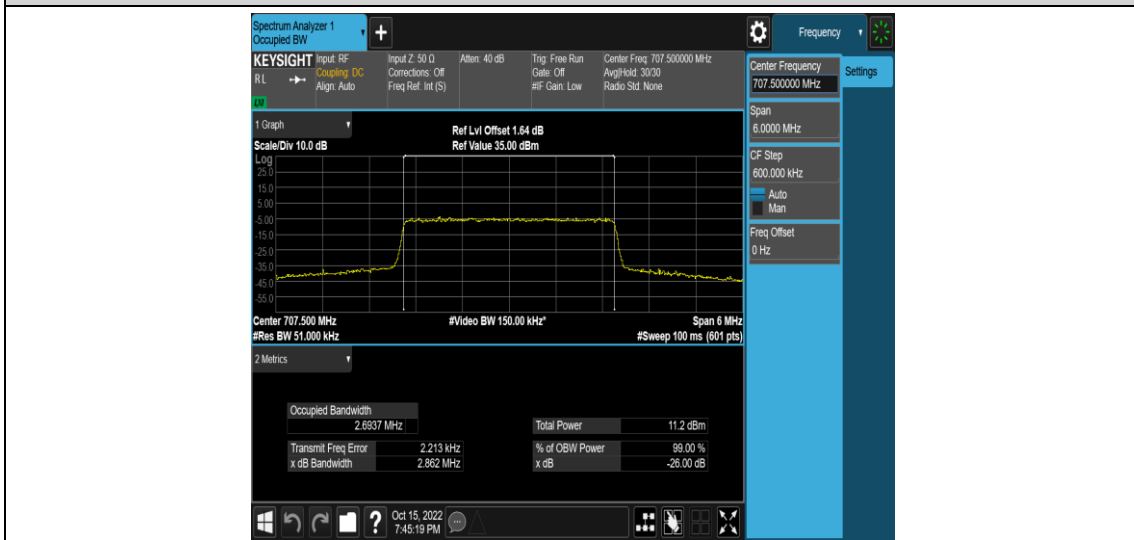 Spectrum Analyzer 1
Occupied BW
+
Frequency
KEYSIGHT
RL
LXI
Input: RF
Coupling: DC
Align: Auto
Input Z: 50 Ω
Corrections: Off
Freq Ref: Int (S)
Atten: 40 dB
Trig: Free Run
Gate: Off
#IF Gain: Low
Center Freq: 707.500000 MHz
Avg|Hold: 30/30
Radio Std: None
Center Frequency
707.500000 MHz
Settings
Span
6.0000 MHz
CF Step
600.000 kHz
Auto
Man
Freq Offset
0 Hz
1 Graph
Scale/Div 10.0 dB
Ref Lvl Offset 1.64 dB
Ref Value 35.00 dBm
Log
25.0
15.0
5.00
-5.00
-15.0
-25.0
-35.0
-45.0
-55.0
Center 707.500 MHz
#Video BW 150.00 kHz*
Span 6 MHz
#Res BW 51.000 kHz
#Sweep 100 ms (601 pts)
2 Metrics
Occupied Bandwidth
2.6937 MHz
Total Power 11.2 dBm
Transmit Freq Error 2.213 kHz
% of OBW Power 99.00 %
x dB Bandwidth 2.862 MHz
x dB -26.00 dB
?
Oct 15, 2022
7:45:19 PM